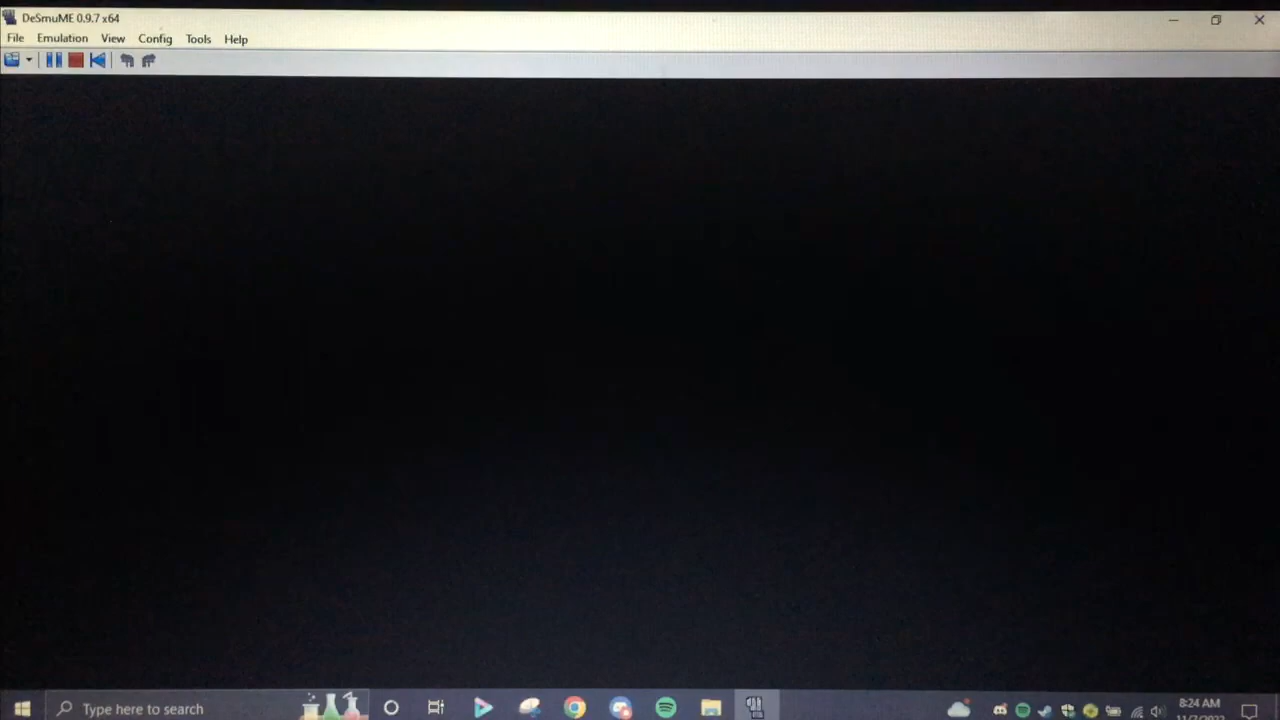 DeSmuME 0.9.7 x64
File Emulation View Config Tools Help
Type here to search
8:24 AM